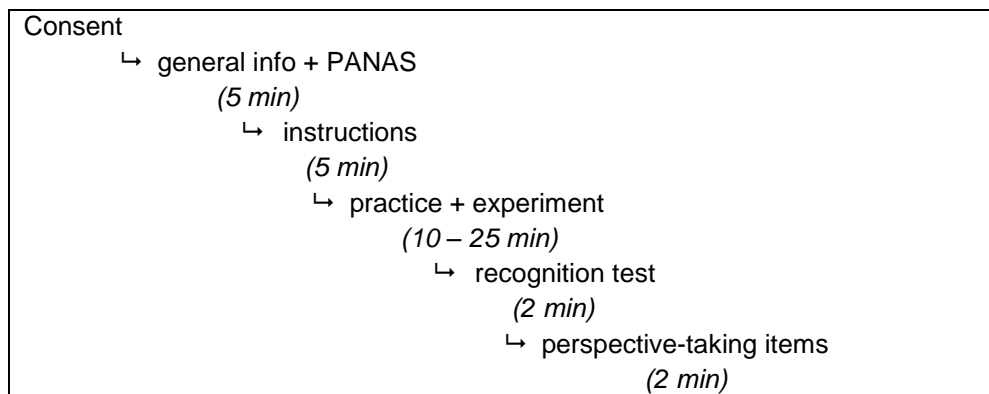 Consent
↳ general info + PANAS
(5 min)
↳ instructions
(5 min)
↳ practice + experiment
(10 – 25 min)
↳ recognition test
(2 min)
↳ perspective-taking items
(2 min)